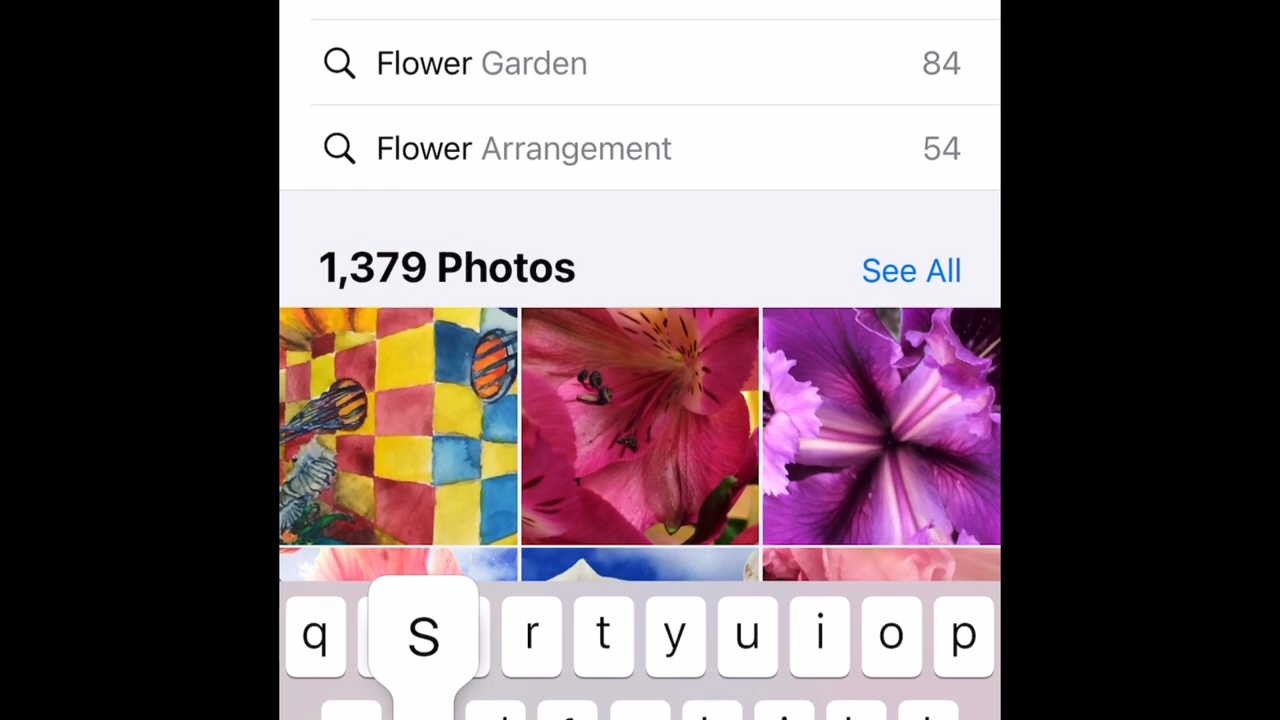 Flower Garden 84
Flower Arrangement 54
1,379 Photos See All
q S r t y u i o p